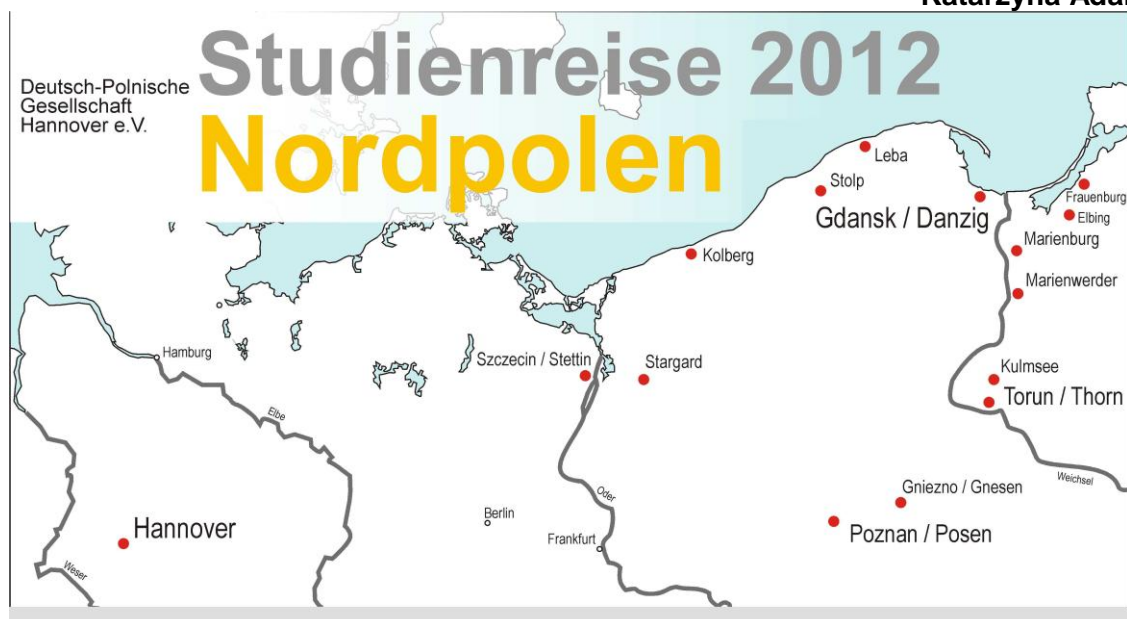 Studienreise 2012
Deutsch-Polnische
Gesellschaft
Hannover e.V.
Nordpolen
Leba
Stolp
Frauenburg
Gdansk / Danzig
Elbing
Kolberg
Marienburg
Marienwerder
Hamburg
Szczecin / Stettin
Stargard
Kulmsee
Torun / Thorn
Elbe
Weichsel
Gniezno / Gnesen
Oder
Berlin
Hannover
Poznan / Posen
Frankfurt
Weser